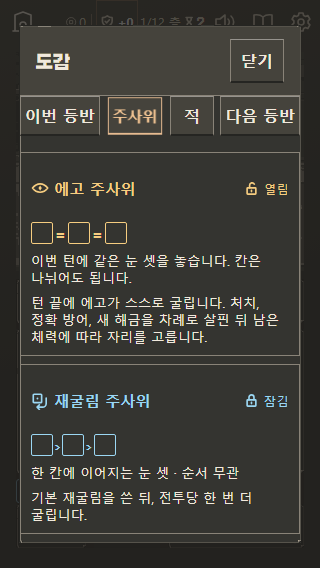 0 +0 1/12 층 2
도감
닫기
이번 등반 주사위 적 다음 등반
에고 주사위 열림
= =
이번 턴에 같은 눈 셋을 놓습니다. 칸은
나뉘어도 됩니다.
턴 끝에 에고가 스스로 굴립니다. 처치,
정확 방어, 새 해금을 차례로 살핀 뒤 남은
체력에 따라 자리를 고릅니다.
재굴림 주사위 잠김
› ›
한 칸에 이어지는 눈 셋 · 순서 무관
기본 재굴림을 쓴 뒤, 전투당 한 번 더
굴립니다.